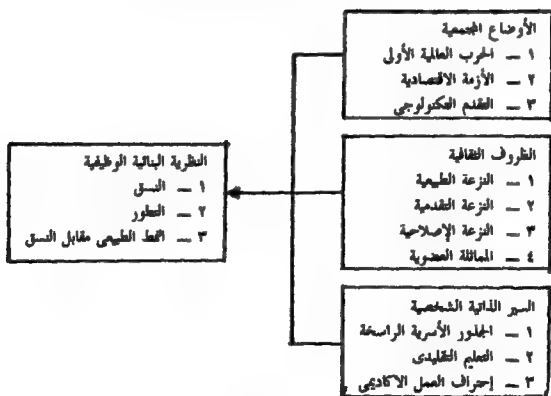 الأوضاع المجتمعية
١ ــ الحرب العالمية الأولى
٢ ــ الأزمة الاقتصادية
٣ ــ التقدم التكنولوجي
النظرية البنائية الوظيفية
١ ــ النسق
٢ ــ التطور
٣ ــ النمط الطبيعى مقابل النسق
الظروف الثقافية
١ ــ النزعة الطبيعية
٢ ــ النزعة التقدمية
٣ ــ النزعة الإصلاحية
٤ ــ المماثلة العضوية
السير الذاتية الشخصية
١ ــ الجذور الأسرية الراسخة
٢ ــ التعليم التقليدى
٣ ــ إحتراف العمل الاكاديمى